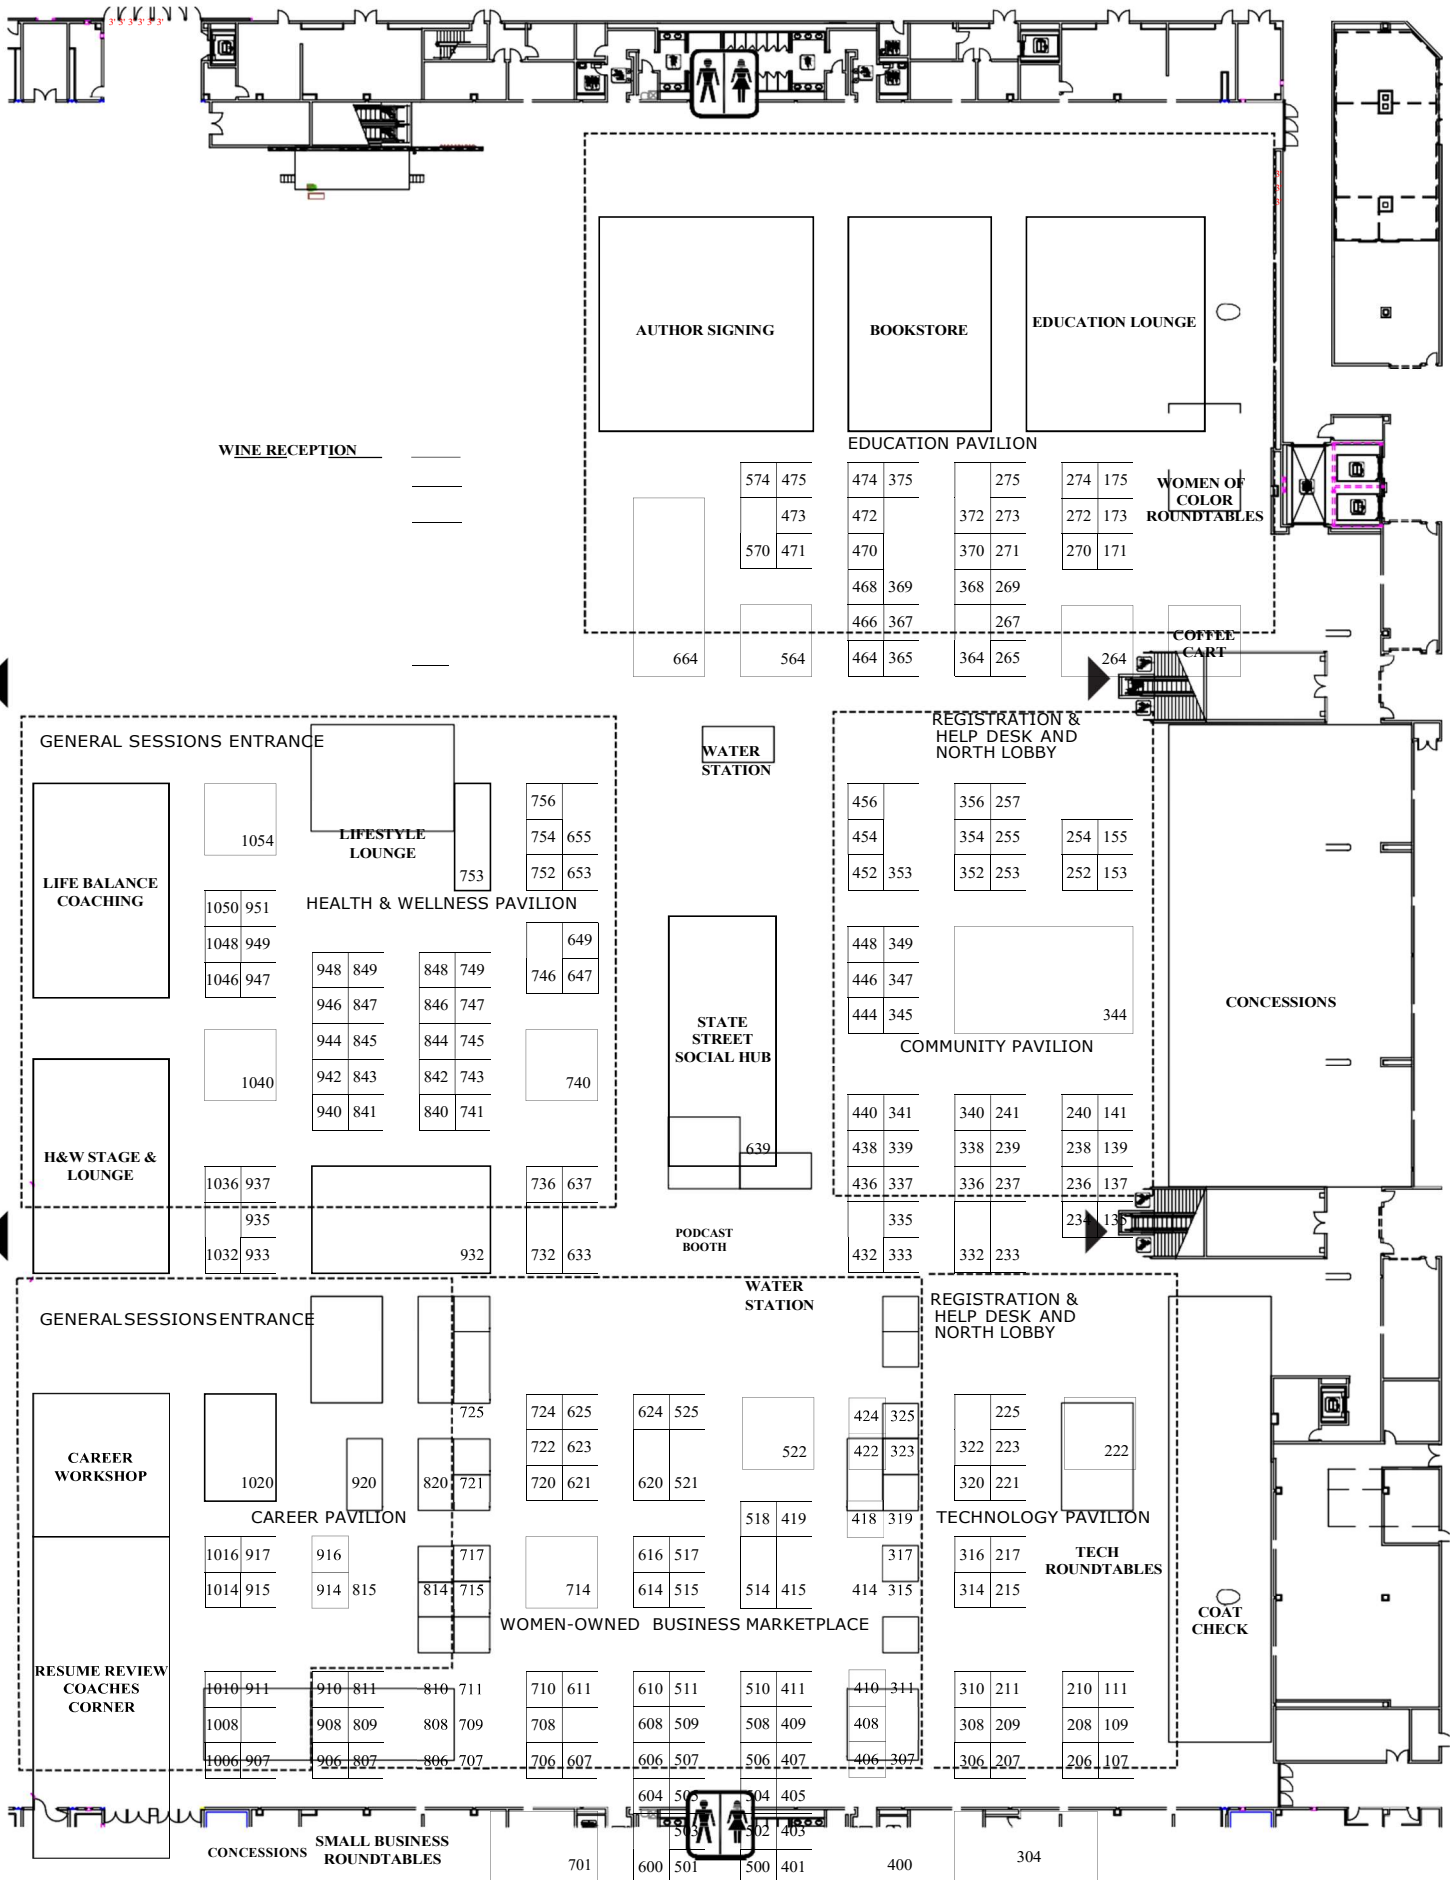 3' 3' 3' 3' 3' 3'
3
3
3
AUTHOR SIGNING
BOOKSTORE
EDUCATION LOUNGE
EDUCATION PAVILION
WINE RECEPTION
574 475 474 375 275 274 175
WOMEN OF
COLOR
ROUNDTABLES
473 472 372 273 272 173
570 471 470 370 271 270 171
468 369 368 269
466 367 267
COFFEE
CART
664 564 464 365 364 265 264
GENERAL SESSIONS ENTRANCE
WATER
STATION
REGISTRATION &
HELP DESK AND
NORTH LOBBY
756 456 356 257
1054
LIFESTYLE
LOUNGE
754 655 454 354 255 254 155
753 752 653 452 353 352 253 252 153
LIFE BALANCE
COACHING
1050 951
HEALTH & WELLNESS PAVILION
1048 949 649 448 349
1046 947 948 849 848 749 746 647 446 347
946 847 846 747 444 345 344
STATE
STREET
SOCIAL HUB
CONCESSIONS
944 845 844 745
COMMUNITY PAVILION
1040 942 843 842 743 740
940 841 840 741 440 341 340 241 240 141
639 438 339 338 239 238 139
H&W STAGE &
LOUNGE
1036 937 736 637 436 337 336 237 236 137
935 335 234 135
PODCAST
BOOTH
1032 933 932 732 633 432 333 332 233
GENERAL SESSIONS ENTRANCE
WATER
STATION
REGISTRATION &
HELP DESK AND
NORTH LOBBY
725 724 625 624 525 424 325 225
722 623 522 422 323 322 223 222
CAREER
WORKSHOP
1020 920 820 721 720 621 620 521 320 221
CAREER PAVILION
518 419 418 319
TECHNOLOGY PAVILION
1016 917 916 717 616 517 317 316 217
TECH
ROUNDTABLES
1014 915 914 815 814 715 714 614 515 514 415 414 315 314 215
WOMEN-OWNED BUSINESS MARKETPLACE
COAT
CHECK
RESUME REVIEW
COACHES
CORNER
1010 911 910 811 810 711 710 611 610 511 510 411 410 311 310 211 210 111
1008 908 809 808 709 708 608 509 508 409 408 308 209 208 109
1006 907 906 807 806 707 706 607 606 507 506 407 406 307 306 207 206 107
604 505 504 405
503 502 403
CONCESSIONS
SMALL BUSINESS
ROUNDTABLES
701 600 501 500 401 400 304